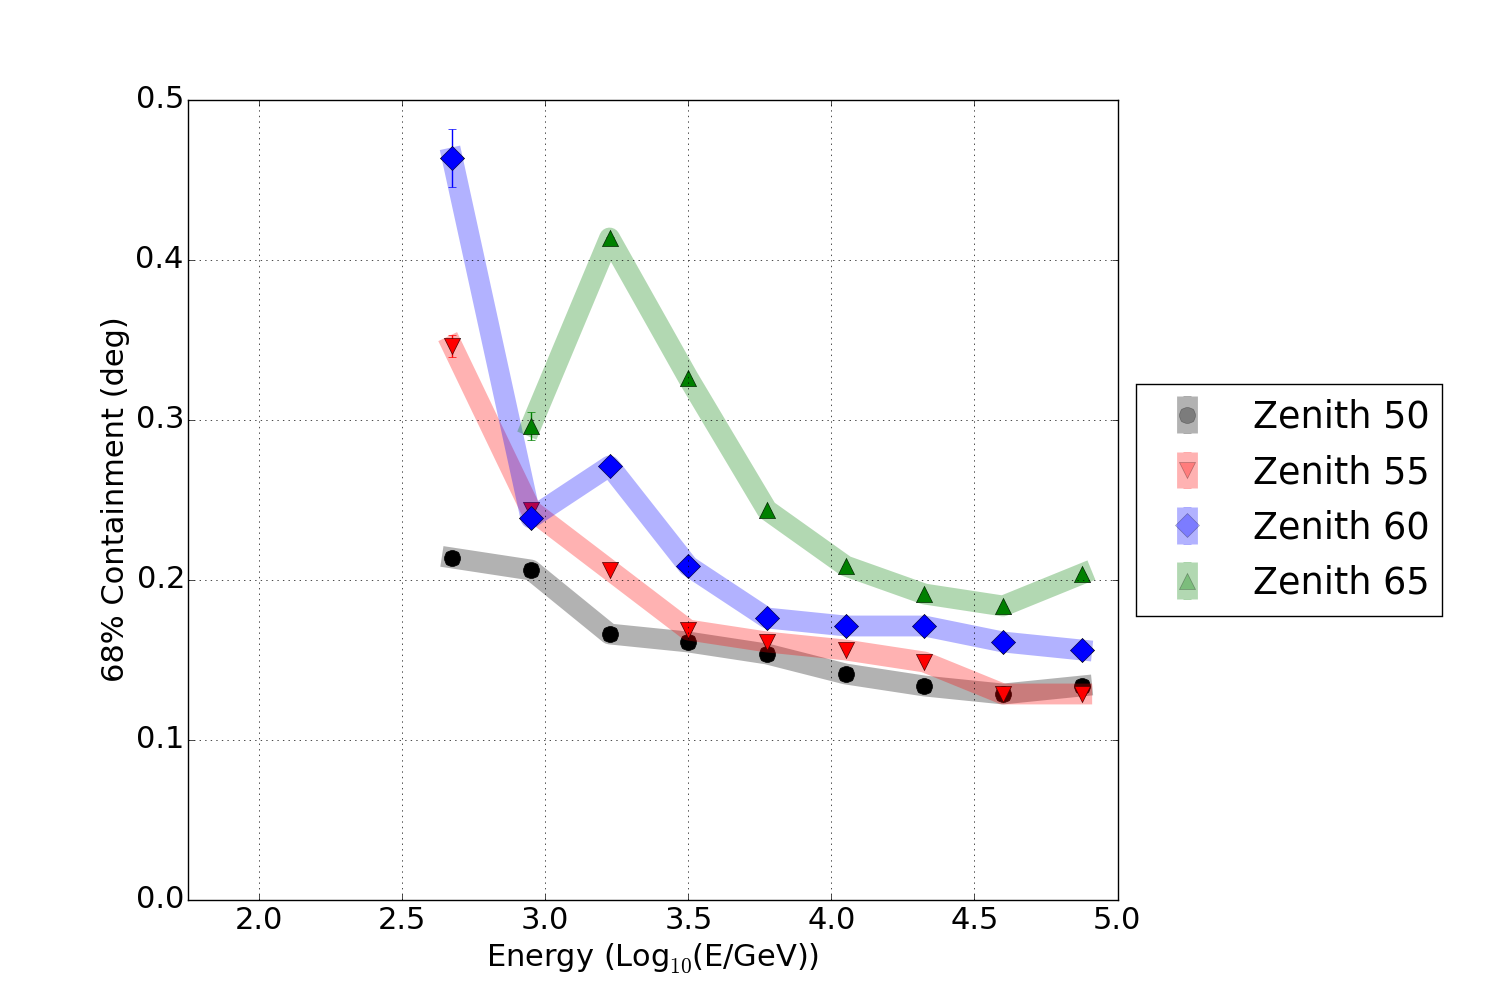 0.5
0.4
0.3
0.2
0.1
0.0
68% Containment (deg)
2.0 2.5 3.0 3.5 4.0 4.5 5.0
Energy (Log₁₀(E/GeV))
Zenith 50
Zenith 55
Zenith 60
Zenith 65